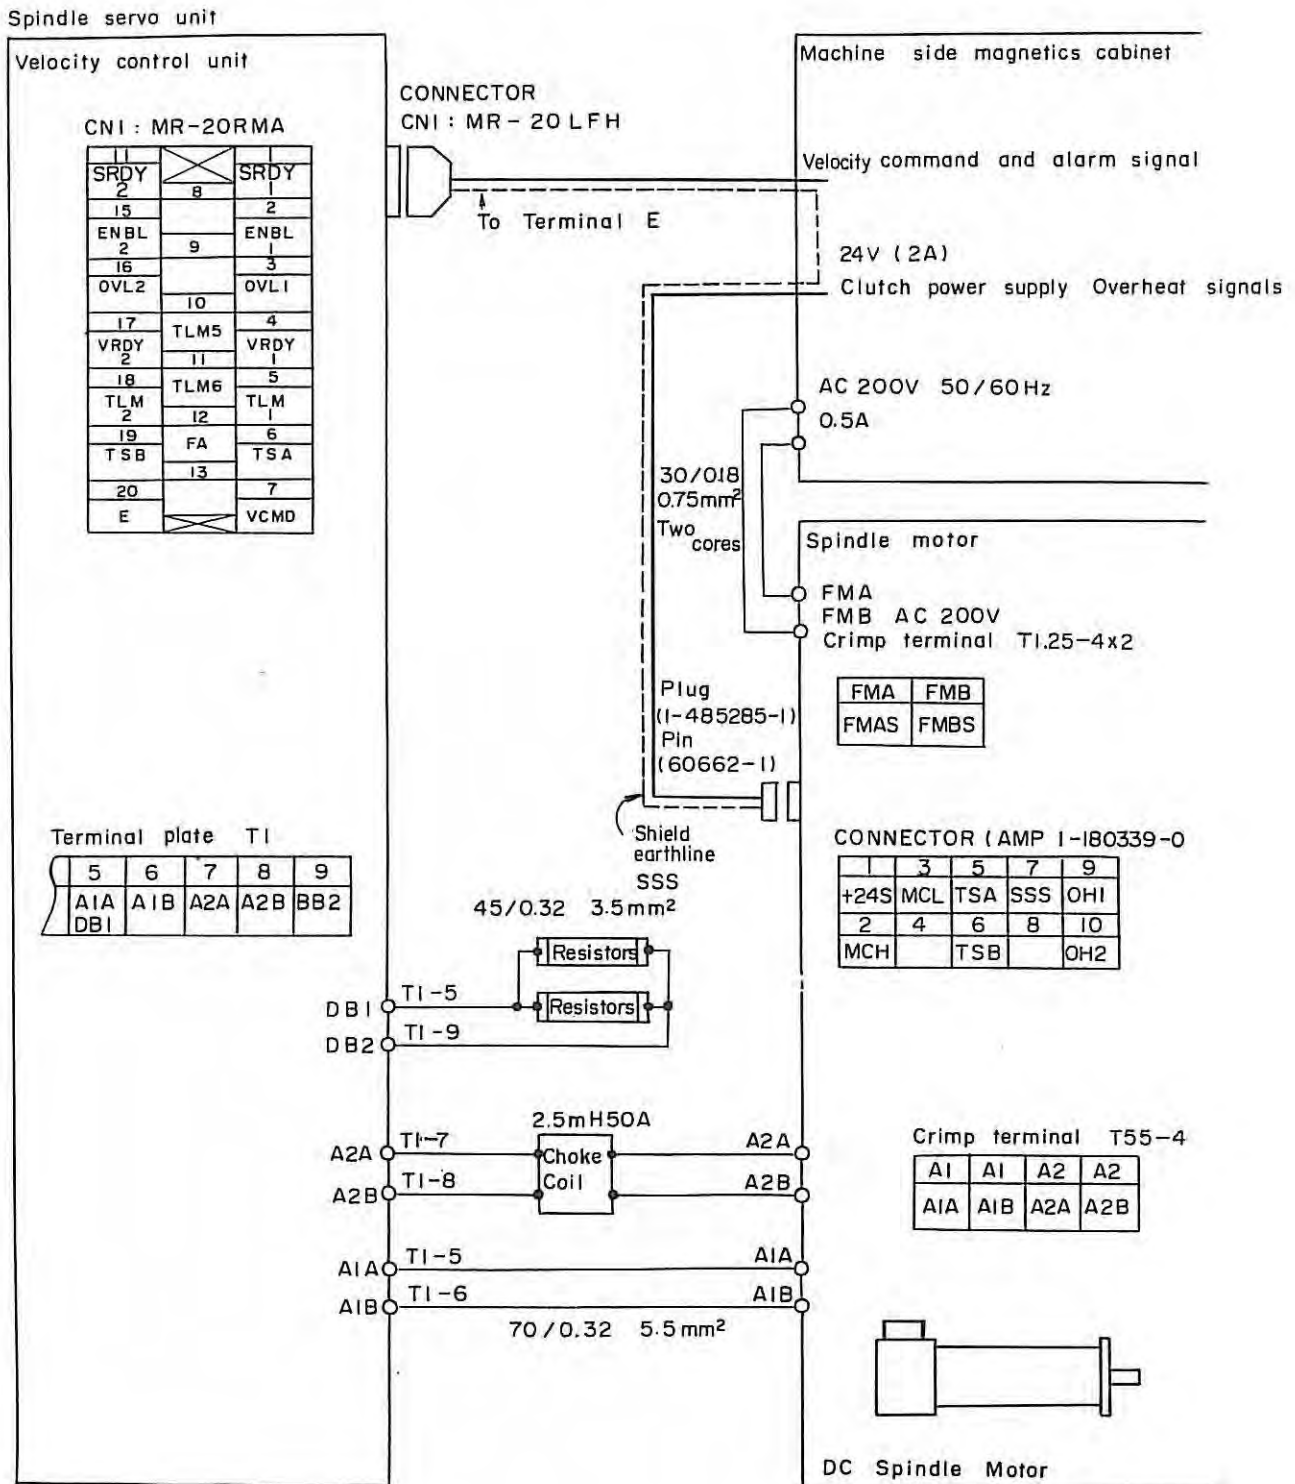 Spindle servo unit
Velocity control unit
CN1 : MR-20RMA
11 1
SRDY 2 8 SRDY 1
15 2
ENBL 2 9 ENBL 1
16 3
OVL2 OVL1
10
17 TLM5 4
VRDY 2 11 VRDY 1
18 TLM6 5
TLM 2 12 TLM 1
19 FA 6
TSB TSA
13
20 7
E VCMD
CONNECTOR
CN1 : MR-20LFH
To Terminal E
Machine side magnetics cabinet
Velocity command and alarm signal
24V (2A)
Clutch power supply Overheat signals
AC 200V 50/60Hz
0.5A
30/018
0.75mm²
Two
cores
Spindle motor
FMA
FMB AC 200V
Crimp terminal T1.25-4x2
FMA FMB
FMAS FMBS
Plug
(1-485285-1)
Pin
(60662-1)
Shield
earthline
SSS
CONNECTOR (AMP 1-180339-0
1 3 5 7 9
+24S MCL TSA SSS OH1
2 4 6 8 10
MCH TSB OH2
Terminal plate T1
5 6 7 8 9
A1A A1B A2A A2B BB2
DB1
45/0.32 3.5mm²
Resistors
Resistors
DB1 T1-5
DB2 T1-9
2.5mH50A
Choke
Coil
A2A T1-7 A2A
A2B T1-8 A2B
A1A T1-5 A1A
A1B T1-6 A1B
70/0.32 5.5mm²
Crimp terminal T55-4
A1 A1 A2 A2
A1A A1B A2A A2B
DC Spindle Motor